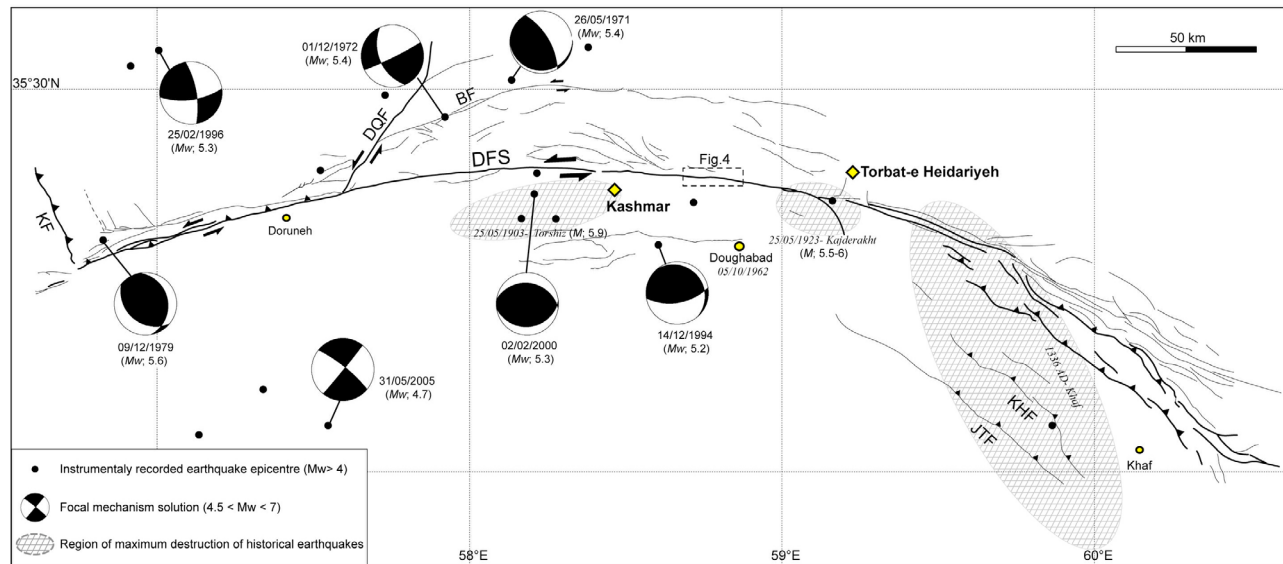 26/05/1971
(Mw; 5.4)
50 km
01/12/1972
(Mw; 5.4)
35°30'N
BF
DQF
25/02/1996
(Mw; 5.3)
DFS
Fig.4
Torbat-e Heidariyeh
KF
Kashmar
Doruneh
25/05/1903- Torshiz (M; 5.9)
25/05/1923- Kajderakht
(M; 5.5-6)
Doughabad
05/10/1962
09/12/1979
(Mw; 5.6)
02/02/2000
(Mw; 5.3)
14/12/1994
(Mw; 5.2)
31/05/2005
(Mw; 4.7)
1336 AD- Khaf
KHF
JTF
Khaf
Instrumentaly recorded earthquake epicentre (Mw> 4)
Focal mechanism solution (4.5 < Mw < 7)
Region of maximum destruction of historical earthquakes
58°E
59°E
60°E